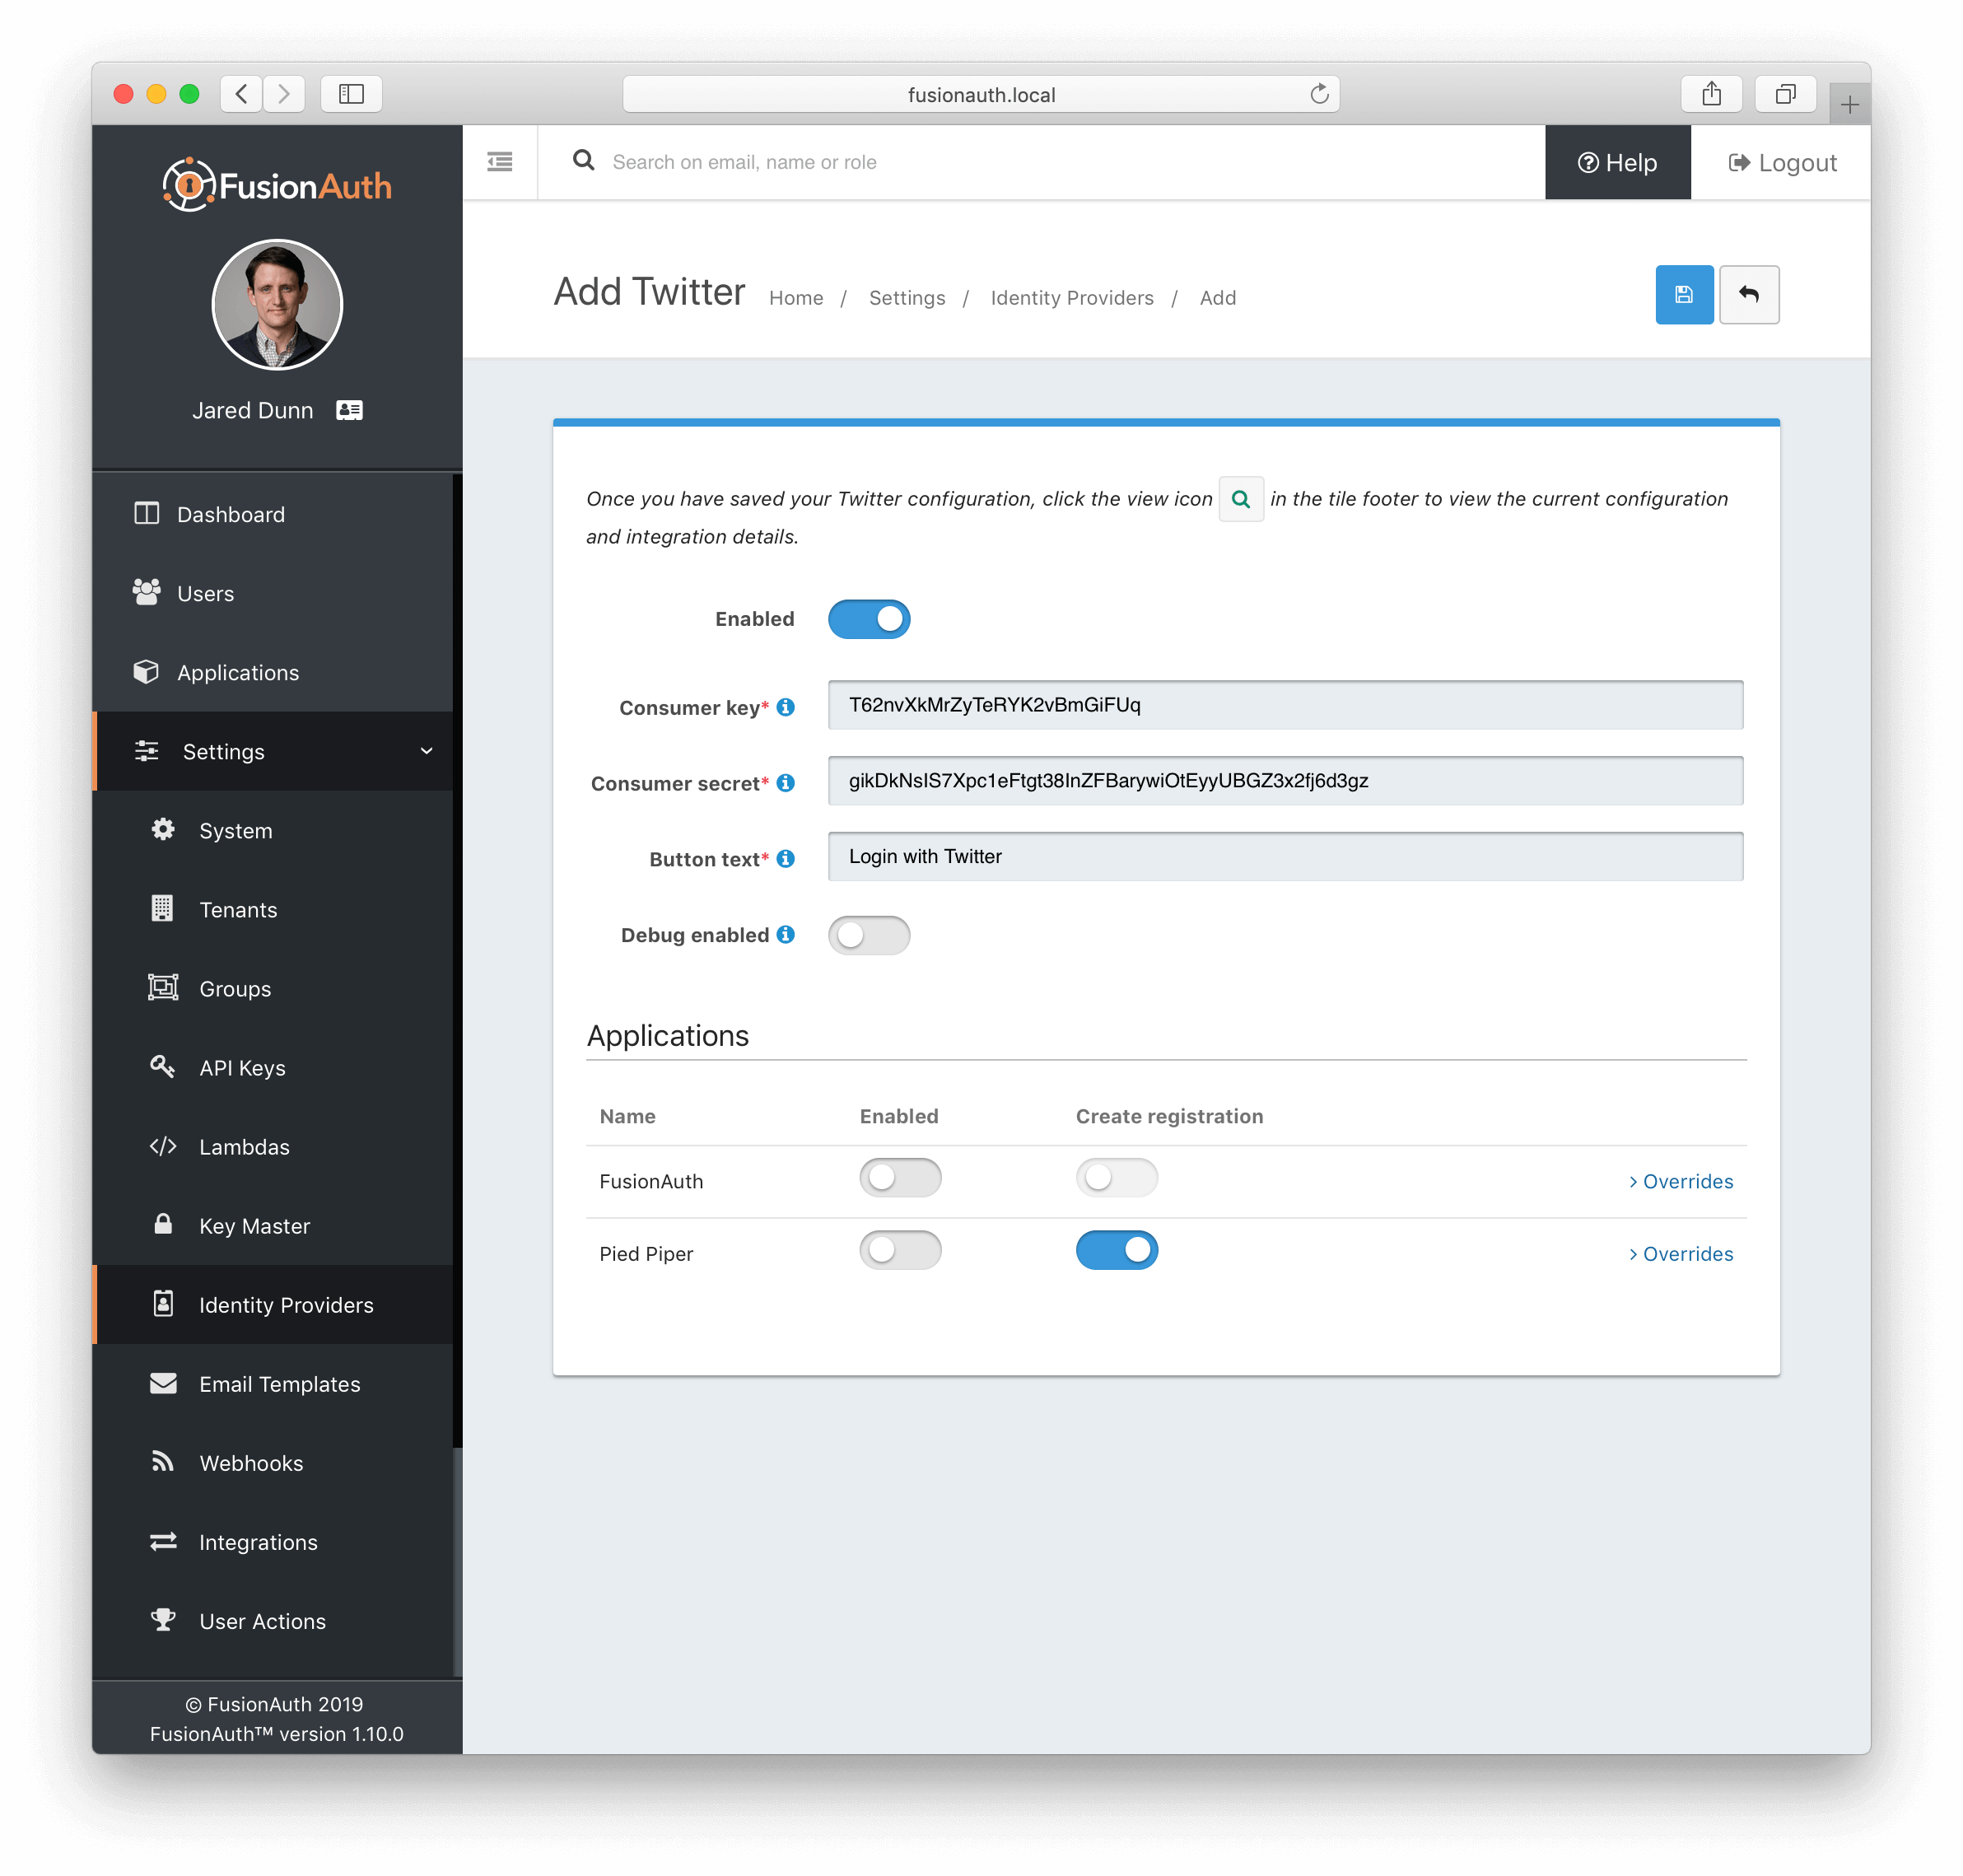 fusionauth.local
FusionAuth
Search on email, name or role
Help
Logout
Jared Dunn
Add Twitter
Home / Settings / Identity Providers / Add
Dashboard
Users
Applications
Settings
System
Tenants
Groups
API Keys
Lambdas
Key Master
Identity Providers
Email Templates
Webhooks
Integrations
User Actions
© FusionAuth 2019
FusionAuth™ version 1.10.0
Once you have saved your Twitter configuration, click the view icon in the tile footer to view the current configuration
and integration details.
Enabled
Consumer key* T62nvXkMrZyTeRYK2vBmGiFUq
Consumer secret* gikDkNsIS7Xpc1eFtgt38InZFBarywiOtEyyUBGZ3x2fj6d3gz
Button text* Login with Twitter
Debug enabled
Applications
Name Enabled Create registration
FusionAuth > Overrides
Pied Piper > Overrides